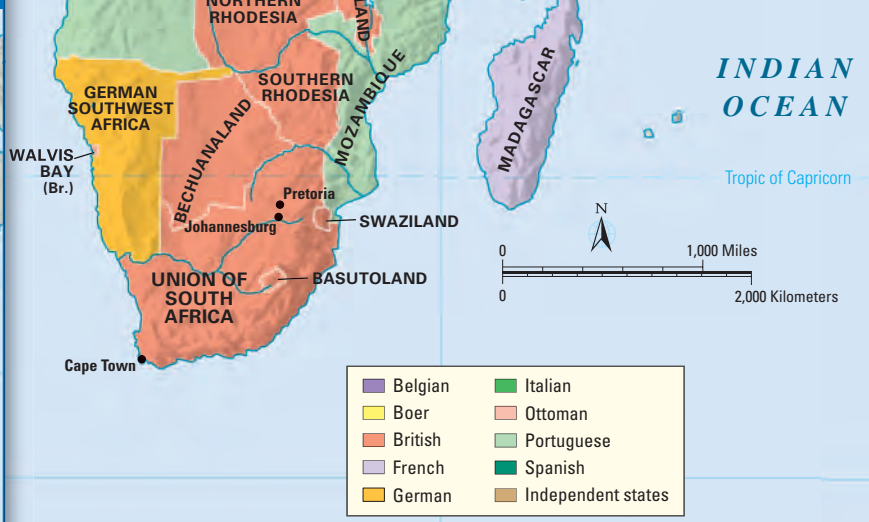 NORTHERN
RHODESIA
LAND
INDIAN
OCEAN
GERMAN
SOUTHWEST
AFRICA
SOUTHERN
RHODESIA
MOZAMBIQUE
MADAGASCAR
BECHUANALAND
WALVIS
BAY
(Br.)
Tropic of Capricorn
Pretoria
Johannesburg
SWAZILAND
N
0
1,000 Miles
0
2,000 Kilometers
BASUTOLAND
UNION OF
SOUTH
AFRICA
Cape Town
Belgian
Boer
British
French
German
Italian
Ottoman
Portuguese
Spanish
Independent states